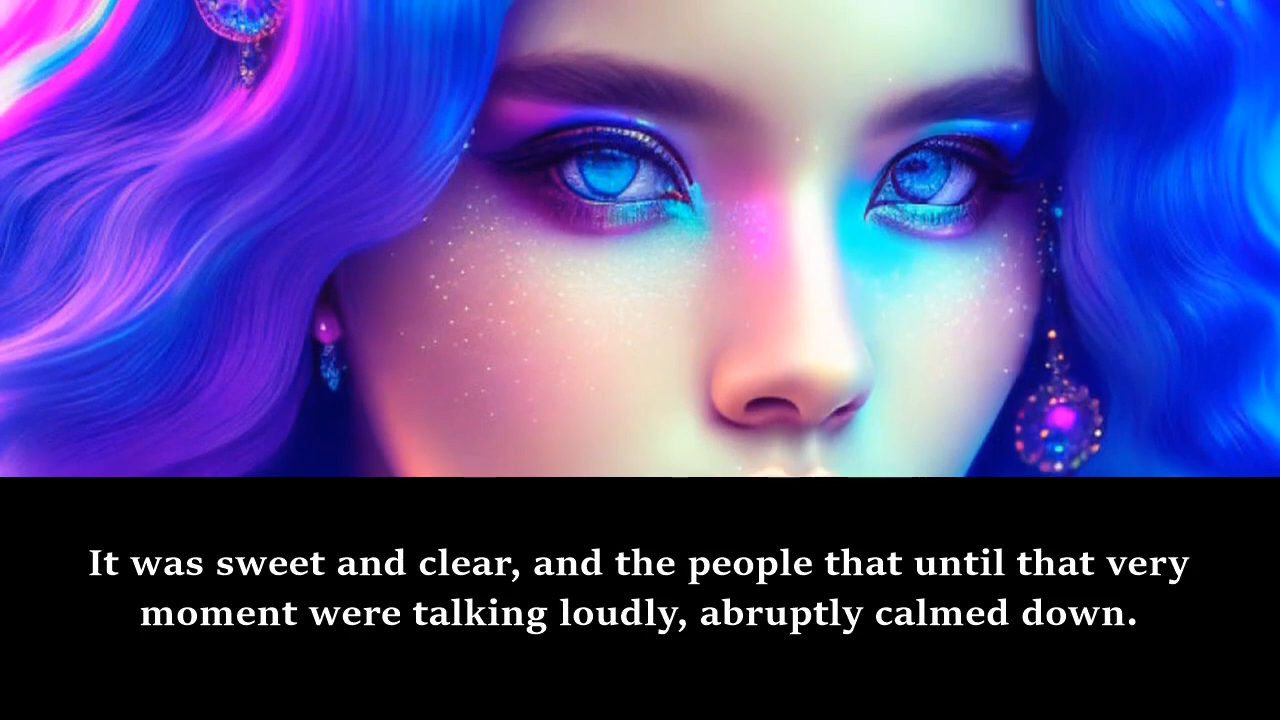 It was sweet and clear, and the people that until that very
moment were talking loudly, abruptly calmed down.